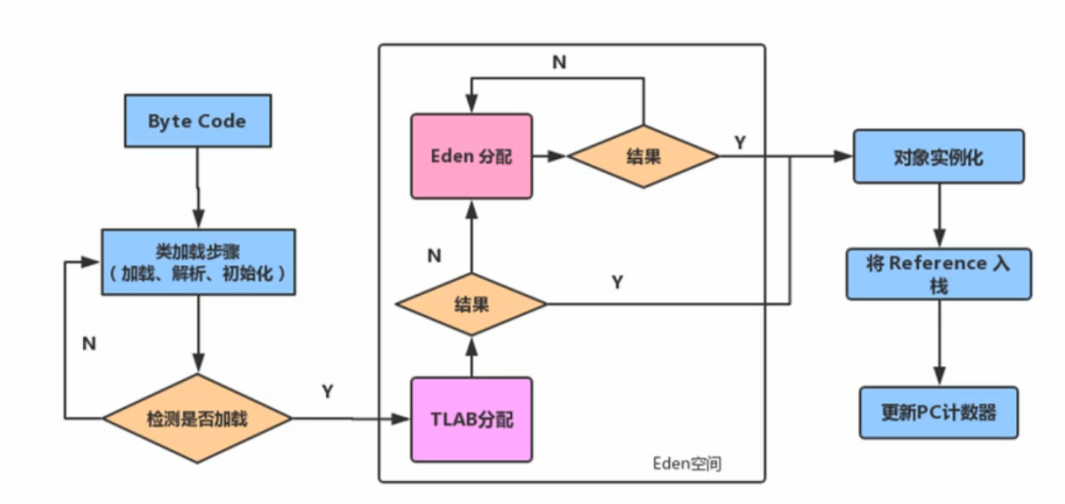 Byte Code
类加载步骤
（加载、解析、初始化）
N
检测是否加载
Y
N
Eden 分配
结果
Y
N
结果
Y
TLAB分配
Eden空间
对象实例化
将 Reference 入
栈
更新PC计数器